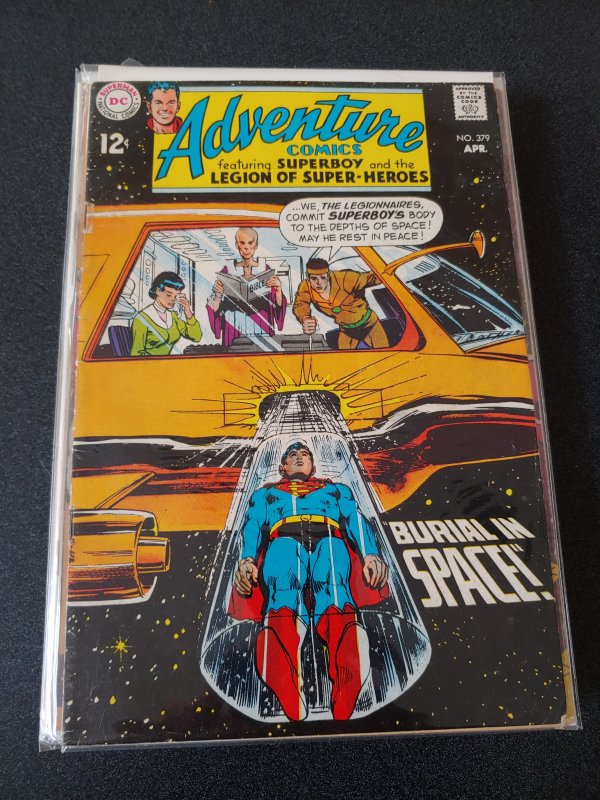 SUPERMAN
DC
NATIONAL COMICS
12¢
Adventure
COMICS
featuring SUPERBOY and the
LEGION OF SUPER-HEROES
APPROVED
BY THE
COMICS
CODE
AUTHORITY
NO. 379
APR.
...WE, THE LEGIONNAIRES,
COMMIT SUPERBOY'S BODY
TO THE DEPTHS OF SPACE!
MAY HE REST IN PEACE!
BIBLE
BURIAL IN
SPACE!